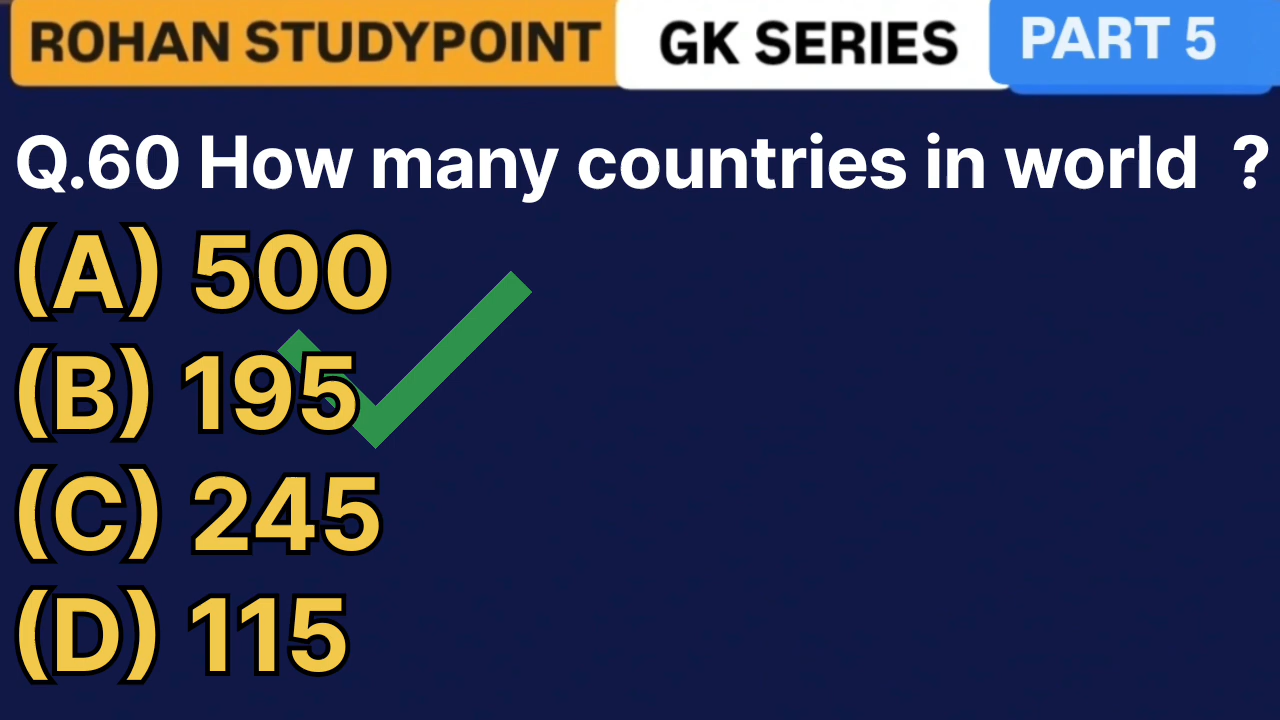 ROHAN STUDYPOINT GK SERIES PART 5
Q.60 How many countries in world ?
(A) 500
(B) 195
(C) 245
(D) 115